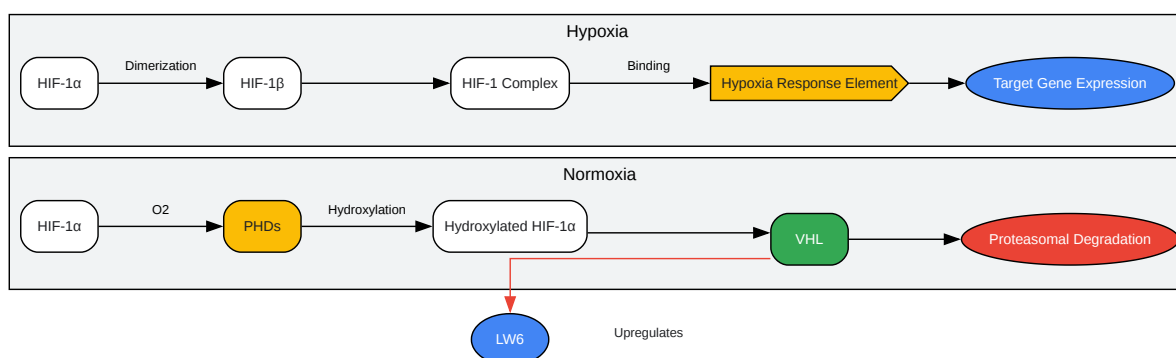 Hypoxia
HIF-1α
Dimerization
HIF-1β
HIF-1 Complex
Binding
Hypoxia Response Element
Target Gene Expression
Normoxia
HIF-1α
O2
PHDs
Hydroxylation
Hydroxylated HIF-1α
VHL
Proteasomal Degradation
LW6
Upregulates